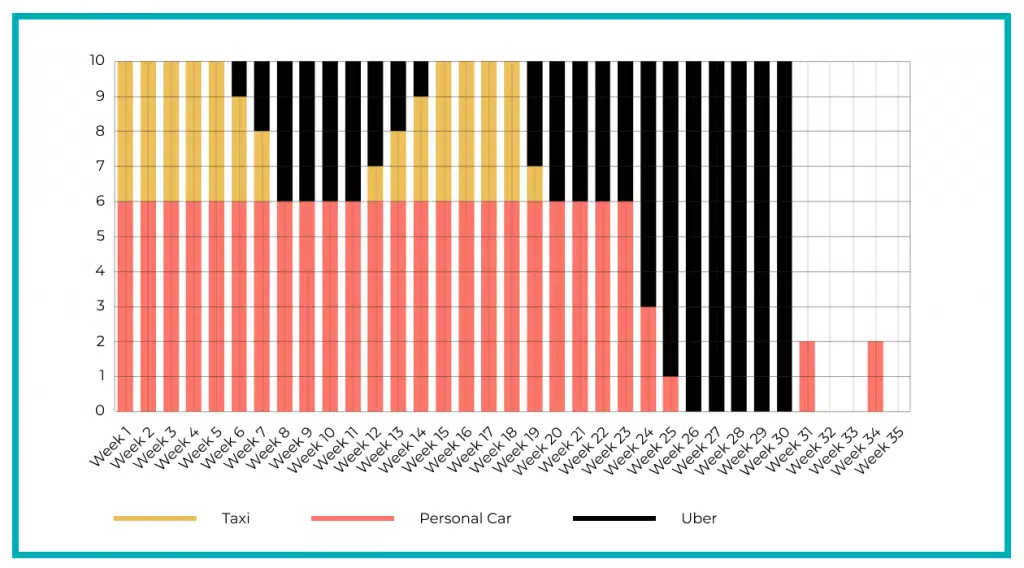 10
9
8
7
6
5
4
3
2
1
0
Week 1
Week 2
Week 3
Week 4
Week 5
Week 6
Week 7
Week 8
Week 9
Week 10
Week 11
Week 12
Week 13
Week 14
Week 15
Week 16
Week 17
Week 18
Week 19
Week 20
Week 21
Week 22
Week 23
Week 24
Week 25
Week 26
Week 27
Week 28
Week 29
Week 30
Week 31
Week 32
Week 33
Week 34
Week 35
Taxi Personal Car Uber